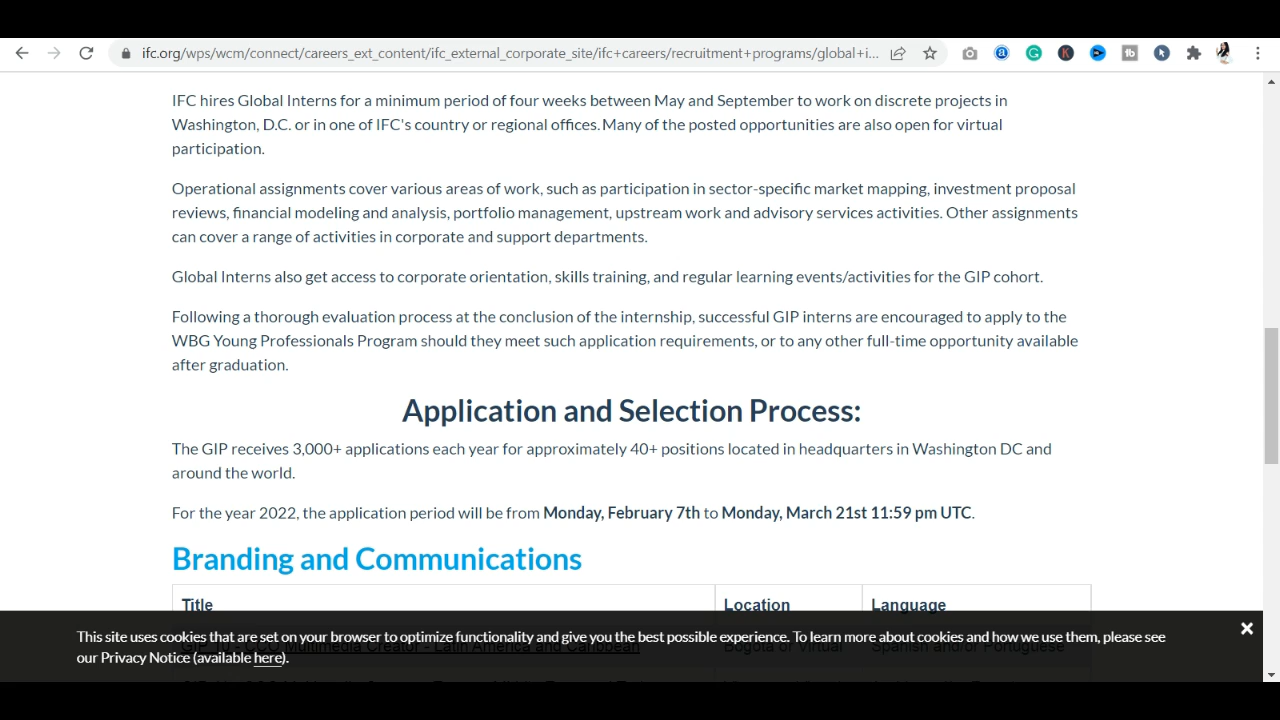 ifc.org/wps/wcm/connect/careers_ext_content/ifc_external_corporate_site/ifc+careers/recruitment+programs/global+i...
IFC hires Global Interns for a minimum period of four weeks between May and September to work on discrete projects in
Washington, D.C. or in one of IFC's country or regional offices. Many of the posted opportunities are also open for virtual
participation.
Operational assignments cover various areas of work, such as participation in sector-specific market mapping, investment proposal
reviews, financial modeling and analysis, portfolio management, upstream work and advisory services activities. Other assignments
can cover a range of activities in corporate and support departments.
Global Interns also get access to corporate orientation, skills training, and regular learning events/activities for the GIP cohort.
Following a thorough evaluation process at the conclusion of the internship, successful GIP interns are encouraged to apply to the
WBG Young Professionals Program should they meet such application requirements, or to any other full-time opportunity available
after graduation.
Application and Selection Process:
The GIP receives 3,000+ applications each year for approximately 40+ positions located in headquarters in Washington DC and
around the world.
For the year 2022, the application period will be from Monday, February 7th to Monday, March 21st 11:59 pm UTC.
Branding and Communications
Title Location Language
This site uses cookies that are set on your browser to optimize functionality and give you the best possible experience. To learn more about cookies and how we use them, please see
our Privacy Notice (available here).
GIP 10 - CCO Multimedia Creator - Latin America and Caribbean Bogota or Virtual Spanish and/or Portuguese